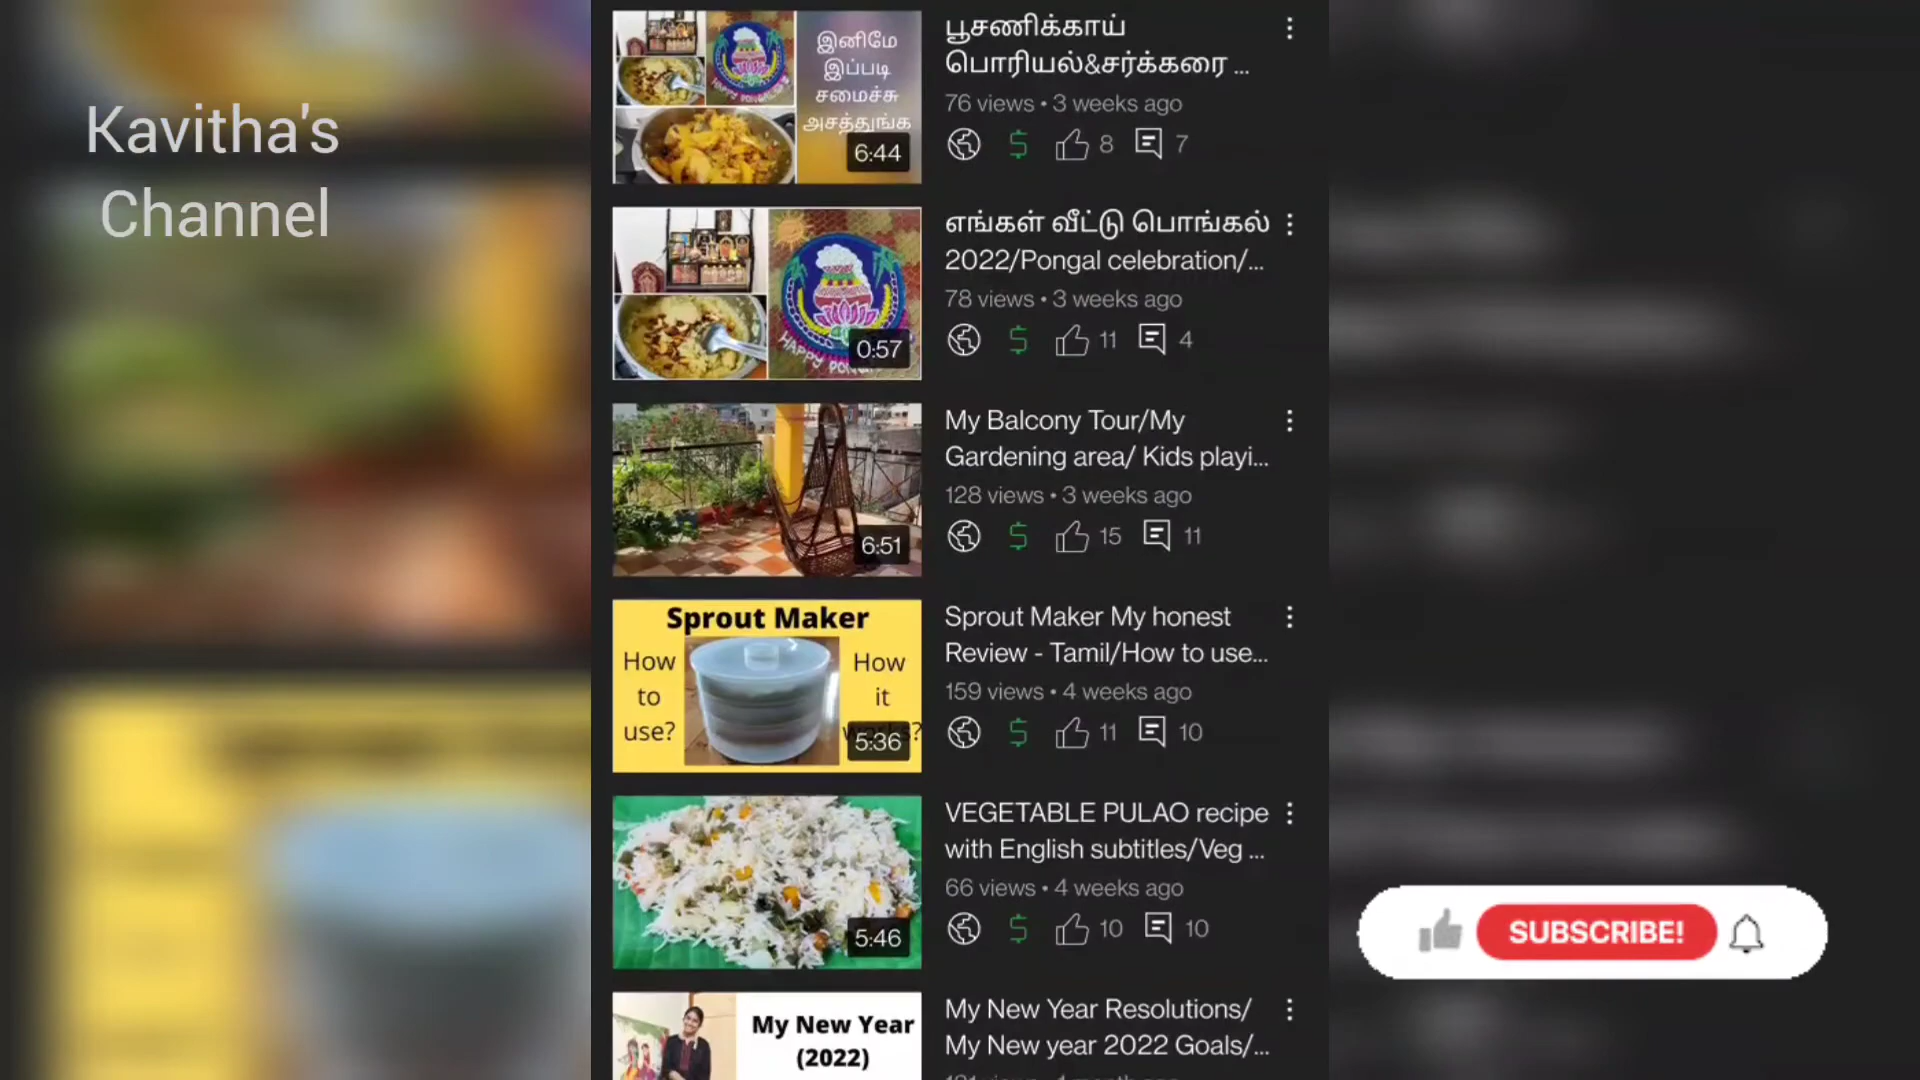 Kavitha's
Channel
இனிமே
இப்படி
சமைச்சு
அசத்துங்க
6:44
பூசணிக்காய்
பொரியல்&சர்க்கரை ...
76 views • 3 weeks ago
8
7
HAPPY PONGAL
0:57
எங்கள் வீட்டு பொங்கல்
2022/Pongal celebration/...
78 views • 3 weeks ago
11
4
6:51
My Balcony Tour/My
Gardening area/ Kids playi...
128 views • 3 weeks ago
15
11
Sprout Maker
How
to
use?
How
it
5:36
Sprout Maker My honest
Review - Tamil/How to use...
159 views • 4 weeks ago
11
10
5:46
VEGETABLE PULAO recipe
with English subtitles/Veg ...
66 views • 4 weeks ago
10
10
SUBSCRIBE!
My New Year
(2022)
My New Year Resolutions/
My New year 2022 Goals/...